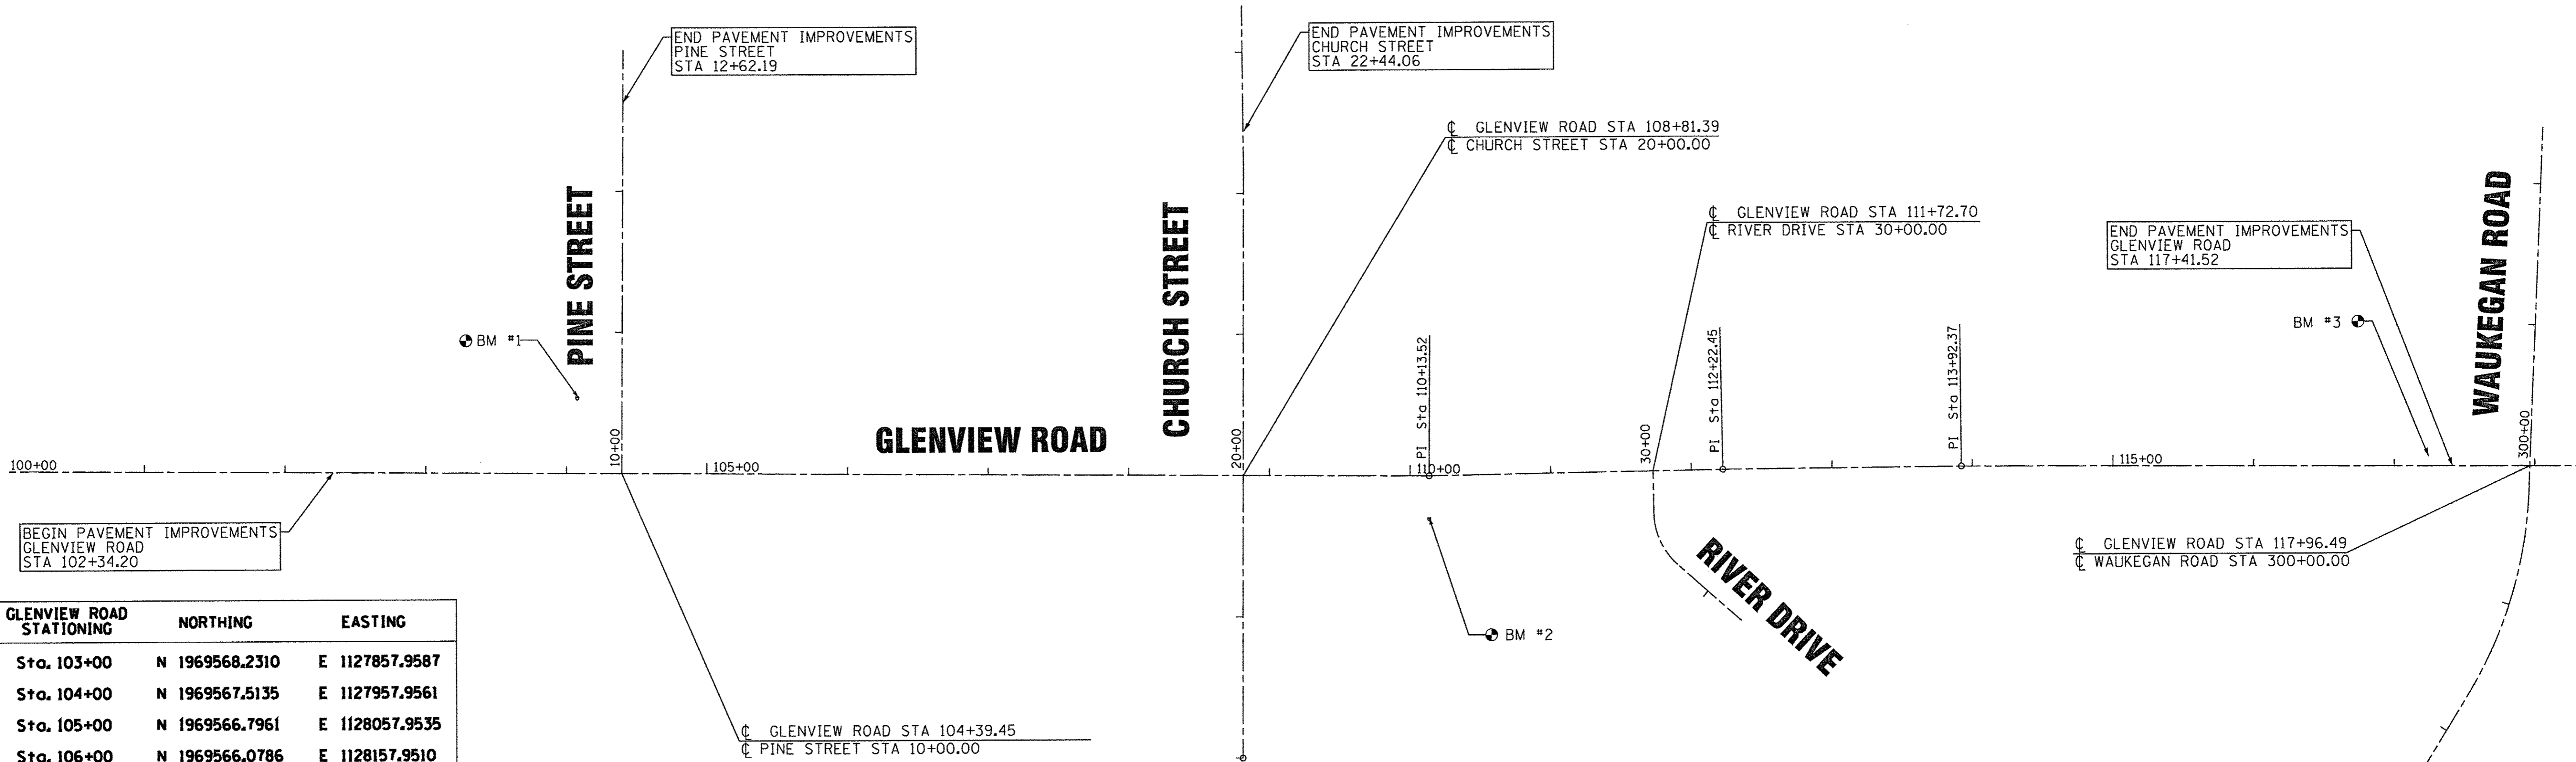 END PAVEMENT IMPROVEMENTS
PINE STREET
STA 12+62.19
END PAVEMENT IMPROVEMENTS
CHURCH STREET
STA 22+44.06
℄ GLENVIEW ROAD STA 108+81.39
℄ CHURCH STREET STA 20+00.00
℄ GLENVIEW ROAD STA 111+72.70
℄ RIVER DRIVE STA 30+00.00
END PAVEMENT IMPROVEMENTS
GLENVIEW ROAD
STA 117+41.52
PINE STREET
CHURCH STREET
WAUKEGAN ROAD
BM #1
BM #3
PI Sta 110+13.52
PI Sta 112+22.45
PI Sta 113+92.37
GLENVIEW ROAD
10+00
20+00
30+00
300+00
100+00
105+00
110+00
115+00
BEGIN PAVEMENT IMPROVEMENTS
GLENVIEW ROAD
STA 102+34.20
℄ GLENVIEW ROAD STA 117+96.49
℄ WAUKEGAN ROAD STA 300+00.00
RIVER DRIVE
BM #2
℄ GLENVIEW ROAD STA 104+39.45
℄ PINE STREET STA 10+00.00
GLENVIEW ROAD STATIONING NORTHING EASTING
Sta. 103+00 N 1969568.2310 E 1127857.9587
Sta. 104+00 N 1969567.5135 E 1127957.9561
Sta. 105+00 N 1969566.7961 E 1128057.9535
Sta. 106+00 N 1969566.0786 E 1128157.9510